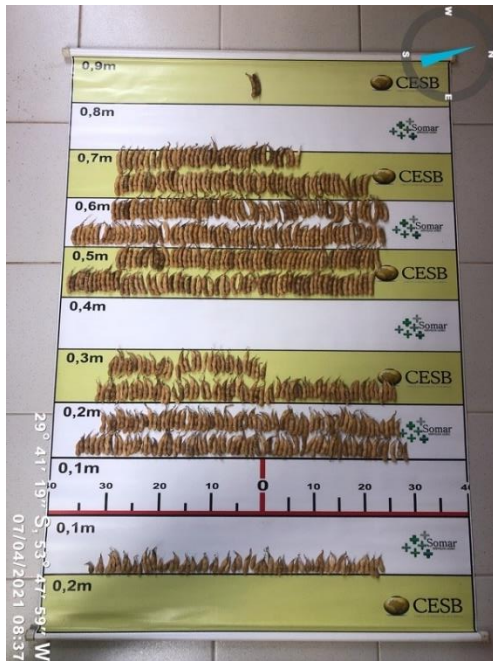 W
S
N
E
0,9m
CESB
0,8m
Somar
0,7m
CESB
0,6m
Somar
0,5m
CESB
0,4m
Somar
0,3m
CESB
0,2m
Somar
0,1m
30 20 10 0 10 20 30
0,1m
Somar
0,2m
CESB
29° 41' 19" S, 53° 47' 59" W
07/04/2021 08:37